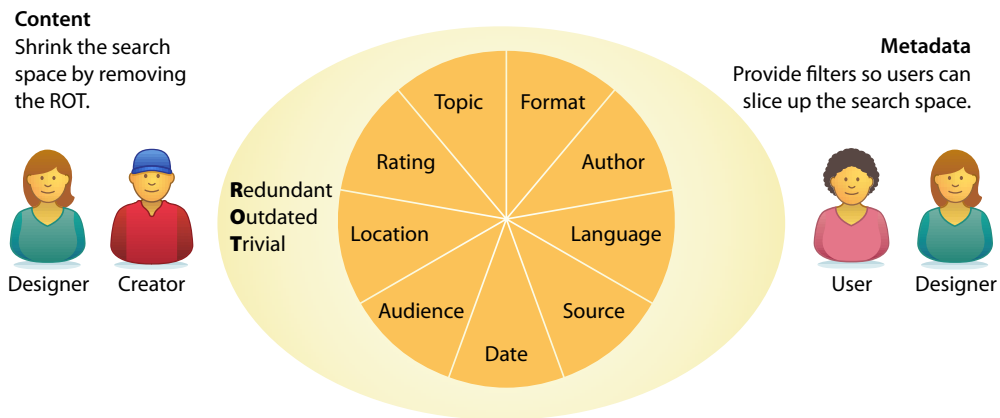 Content
Shrink the search
space by removing
the ROT.
Designer
Creator
Redundant
Outdated
Trivial
Topic
Format
Rating
Author
Location
Language
Audience
Source
Date
Metadada
Provide filters so users can
slice up the search space.
User
Designer